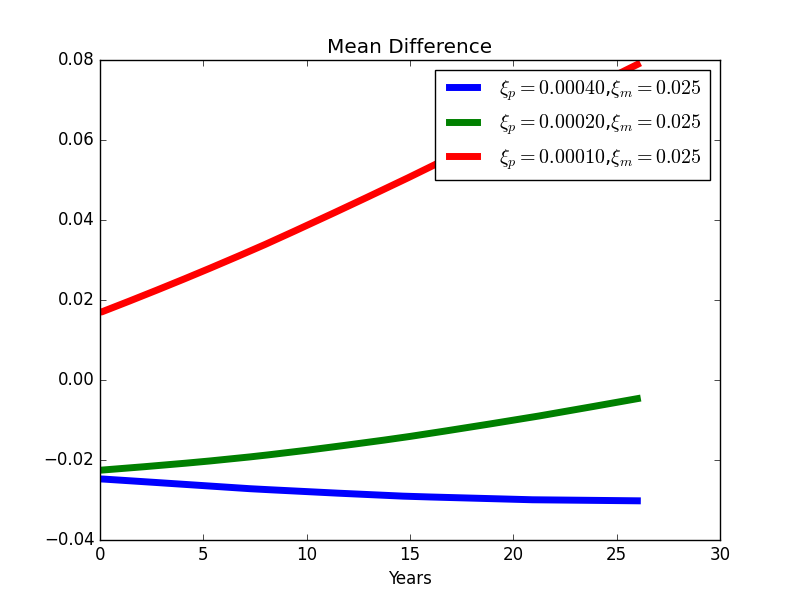 Mean Difference
0.08
0.06
0.04
0.02
0.00
−0.02
−0.04
ξp = 0.00040,ξm = 0.025
ξp = 0.00020,ξm = 0.025
ξp = 0.00010,ξm = 0.025
0 5 10 15 20 25 30
Years